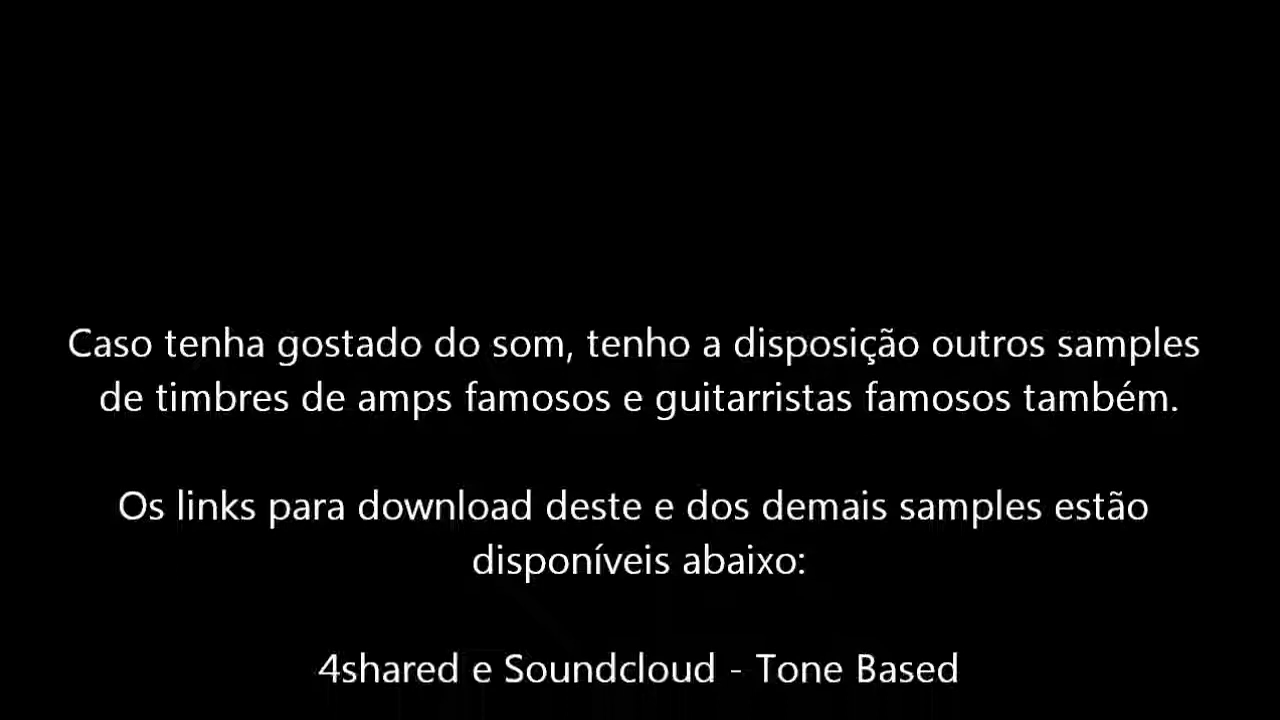 Caso tenha gostado do som, tenho a disposição outros samples
de timbres de amps famosos e guitarristas famosos também.
Os links para download deste e dos demais samples estão
disponíveis abaixo:
4shared e Soundcloud - Tone Based